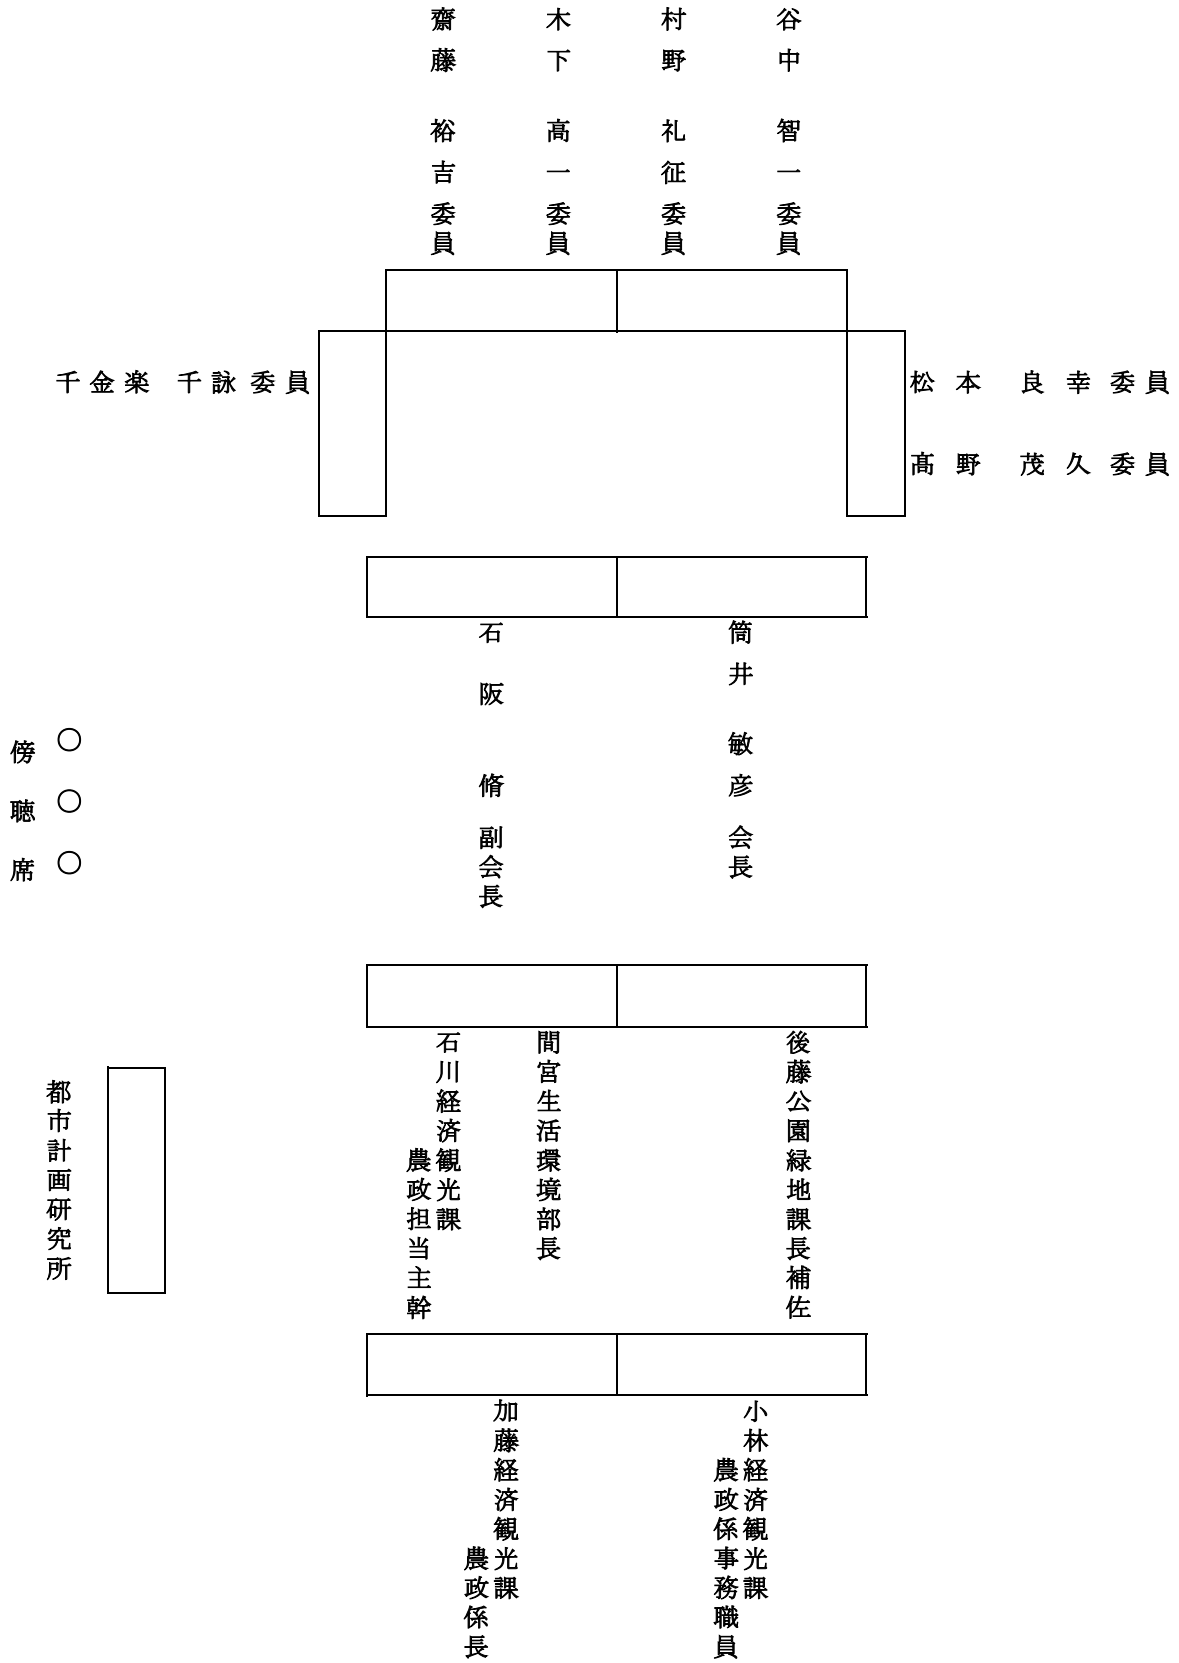 谷中 智一委員
村野 礼征委員
木下 高一委員
齋藤 裕吉委員
千金楽 千詠委員
松本 良幸委員
髙野 茂久委員
筒井 敏彦 会長
石阪 脩 副会長
傍聴席
〇
〇
〇
後藤公園緑地課長補佐
間宮生活環境部長
石川経済観光課
農政担当主幹
都市計画研究所
小林経済観光課
農政係事務職員
加藤経済観光課
農政係長